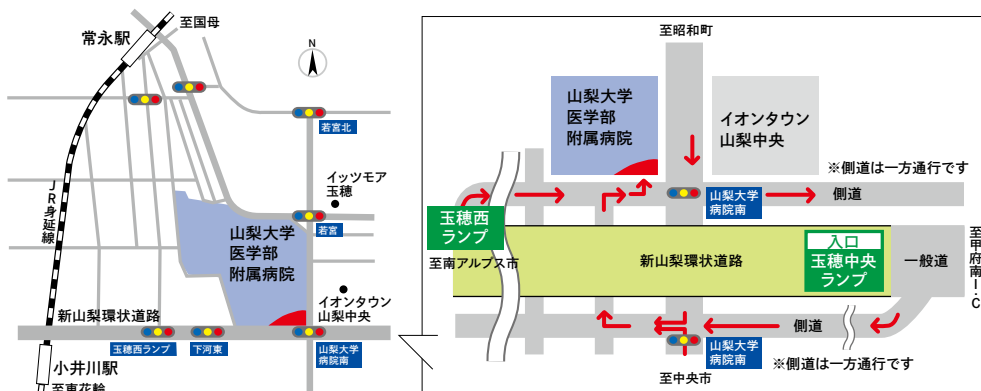 至国母
常永駅
N
若宮北
イッツモア
玉穂
JR身延線
若宮
山梨大学
医学部
附属病院
イオンタウン
山梨中央
新山梨環状道路
玉穂西ランプ
下河東
山梨大学
病院南
小井川駅
至東花輪
至昭和町
山梨大学
医学部
附属病院
イオンタウン
山梨中央
※側道は一方通行です
山梨大学
病院南
側道
玉穂西
ランプ
至南アルプス市
新山梨環状道路
入口
玉穂中央
ランプ
一般道
至甲府南I・C
側道
山梨大学
病院南
※側道は一方通行です
至中央市